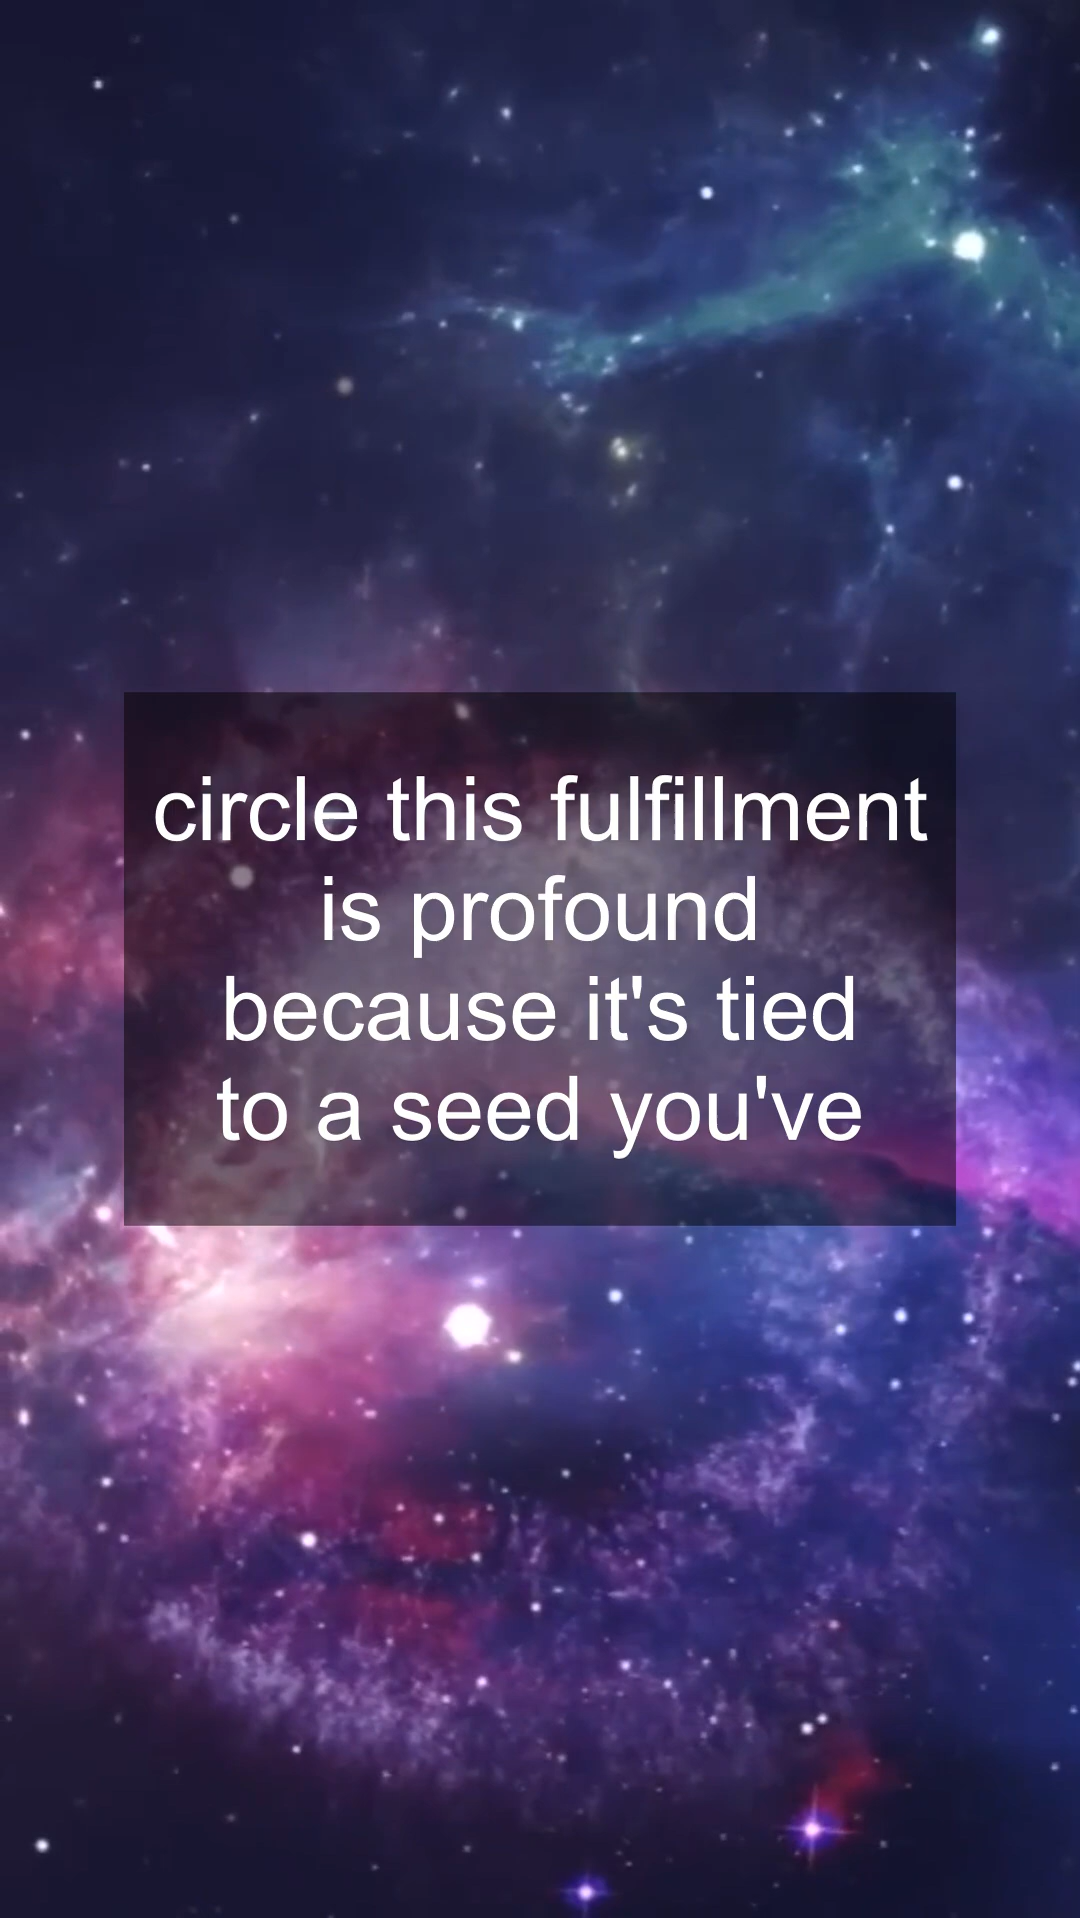 circle this fulfillment
is profound
because it's tied
to a seed you've